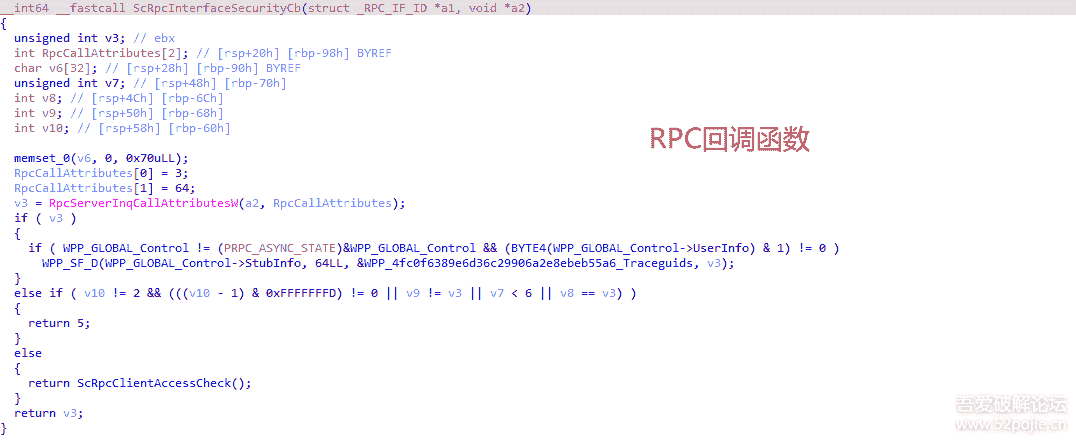 __int64 __fastcall ScRpcInterfaceSecurityCb(struct _RPC_IF_ID *a1, void *a2)
{
  unsigned int v3; // ebx
  int RpcCallAttributes[2]; // [rsp+20h] [rbp-98h] BYREF
  char v6[32]; // [rsp+28h] [rbp-90h] BYREF
  unsigned int v7; // [rsp+48h] [rbp-70h]
  int v8; // [rsp+4Ch] [rbp-6Ch]
  int v9; // [rsp+50h] [rbp-68h]
  int v10; // [rsp+58h] [rbp-60h]
RPC回调函数
  memset_0(v6, 0, 0x70uLL);
  RpcCallAttributes[0] = 3;
  RpcCallAttributes[1] = 64;
  v3 = RpcServerInqCallAttributesW(a2, RpcCallAttributes);
  if ( v3 )
  {
    if ( WPP_GLOBAL_Control != (PRPC_ASYNC_STATE)&WPP_GLOBAL_Control && (BYTE4(WPP_GLOBAL_Control->UserInfo) & 1) != 0 )
      WPP_SF_D(WPP_GLOBAL_Control->StubInfo, 64LL, &WPP_4fc0f6389e6d36c29906a2e8ebeb55a6_Traceguids, v3);
  }
  else if ( v10 != 2 && (((v10 - 1) & 0xFFFFFFFD) != 0 || v9 != v3 || v7 < 6 || v8 == v3) )
  {
    return 5;
  }
  else
  {
    return ScRpcClientAccessCheck();
  }
  return v3;
}
吾爱破解论坛
www.52pojie.cn